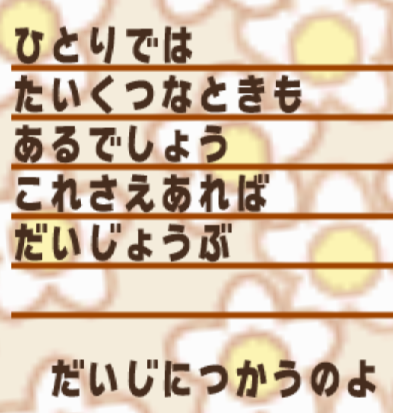 ひとりでは
たいくつなときも
あるでしょう
これさえあれば
だいじょうぶ
だいじにつかうのよ